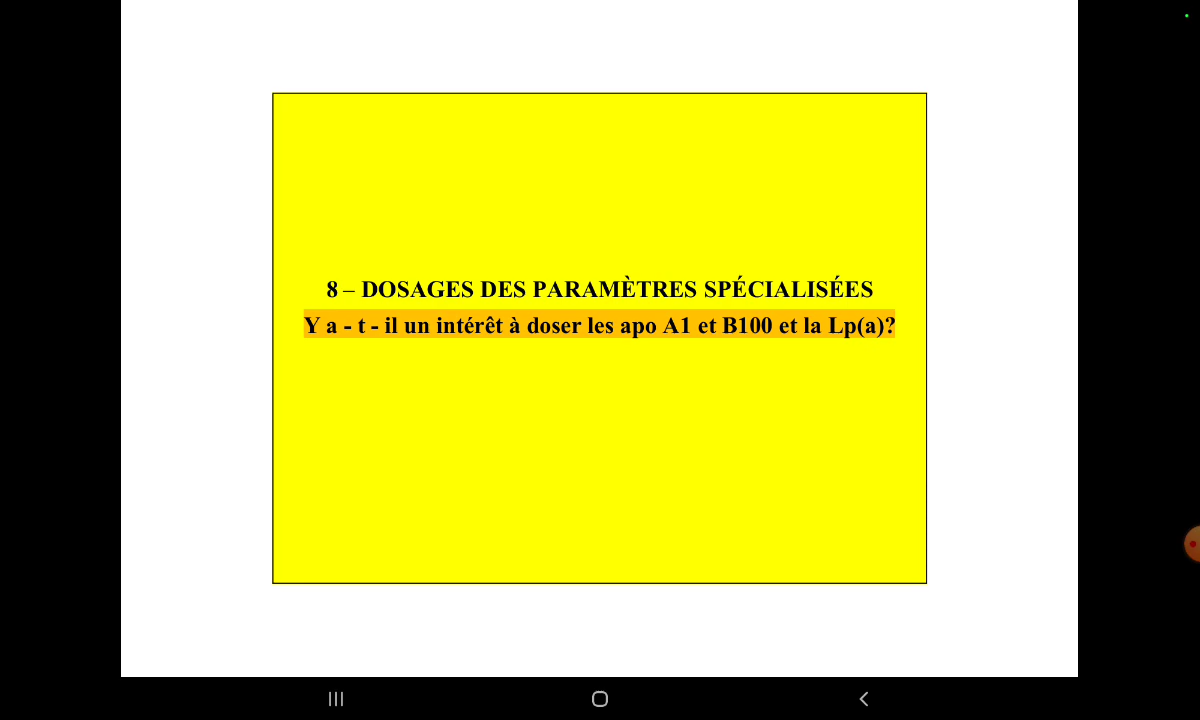 8 – DOSAGES DES PARAMÈTRES SPÉCIALISÉES
Y a - t - il un intérêt à doser les apo A1 et B100 et la Lp(a)?